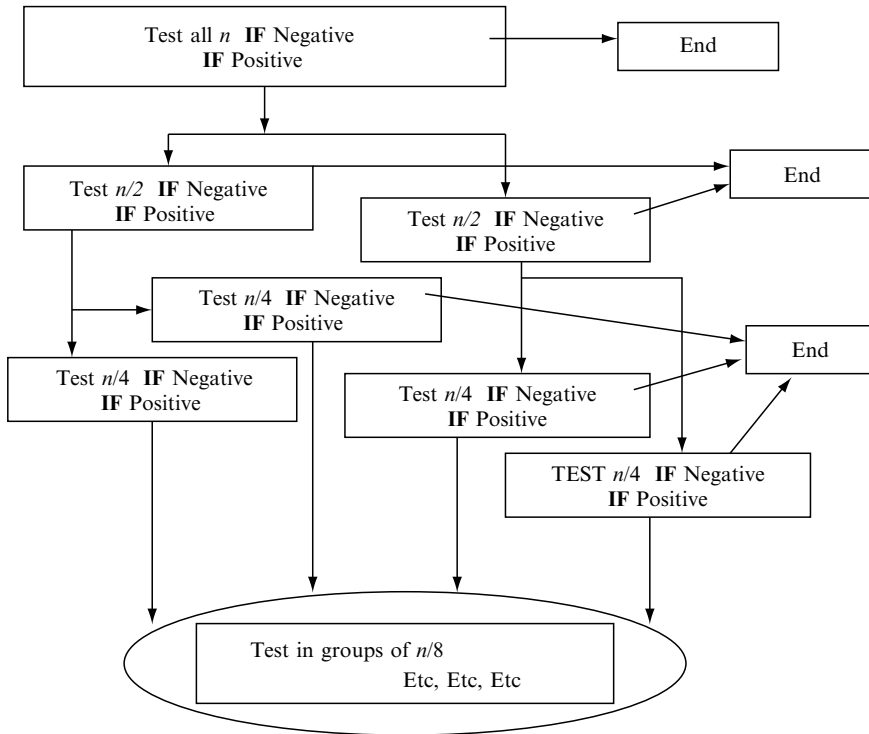 Test all n IF Negative
IF Positive
End
Test n/2 IF Negative
IF Positive
End
Test n/2 IF Negative
IF Positive
Test n/4 IF Negative
IF Positive
End
Test n/4 IF Negative
IF Positive
Test n/4 IF Negative
IF Positive
TEST n/4 IF Negative
IF Positive
Test in groups of n/8
Etc, Etc, Etc